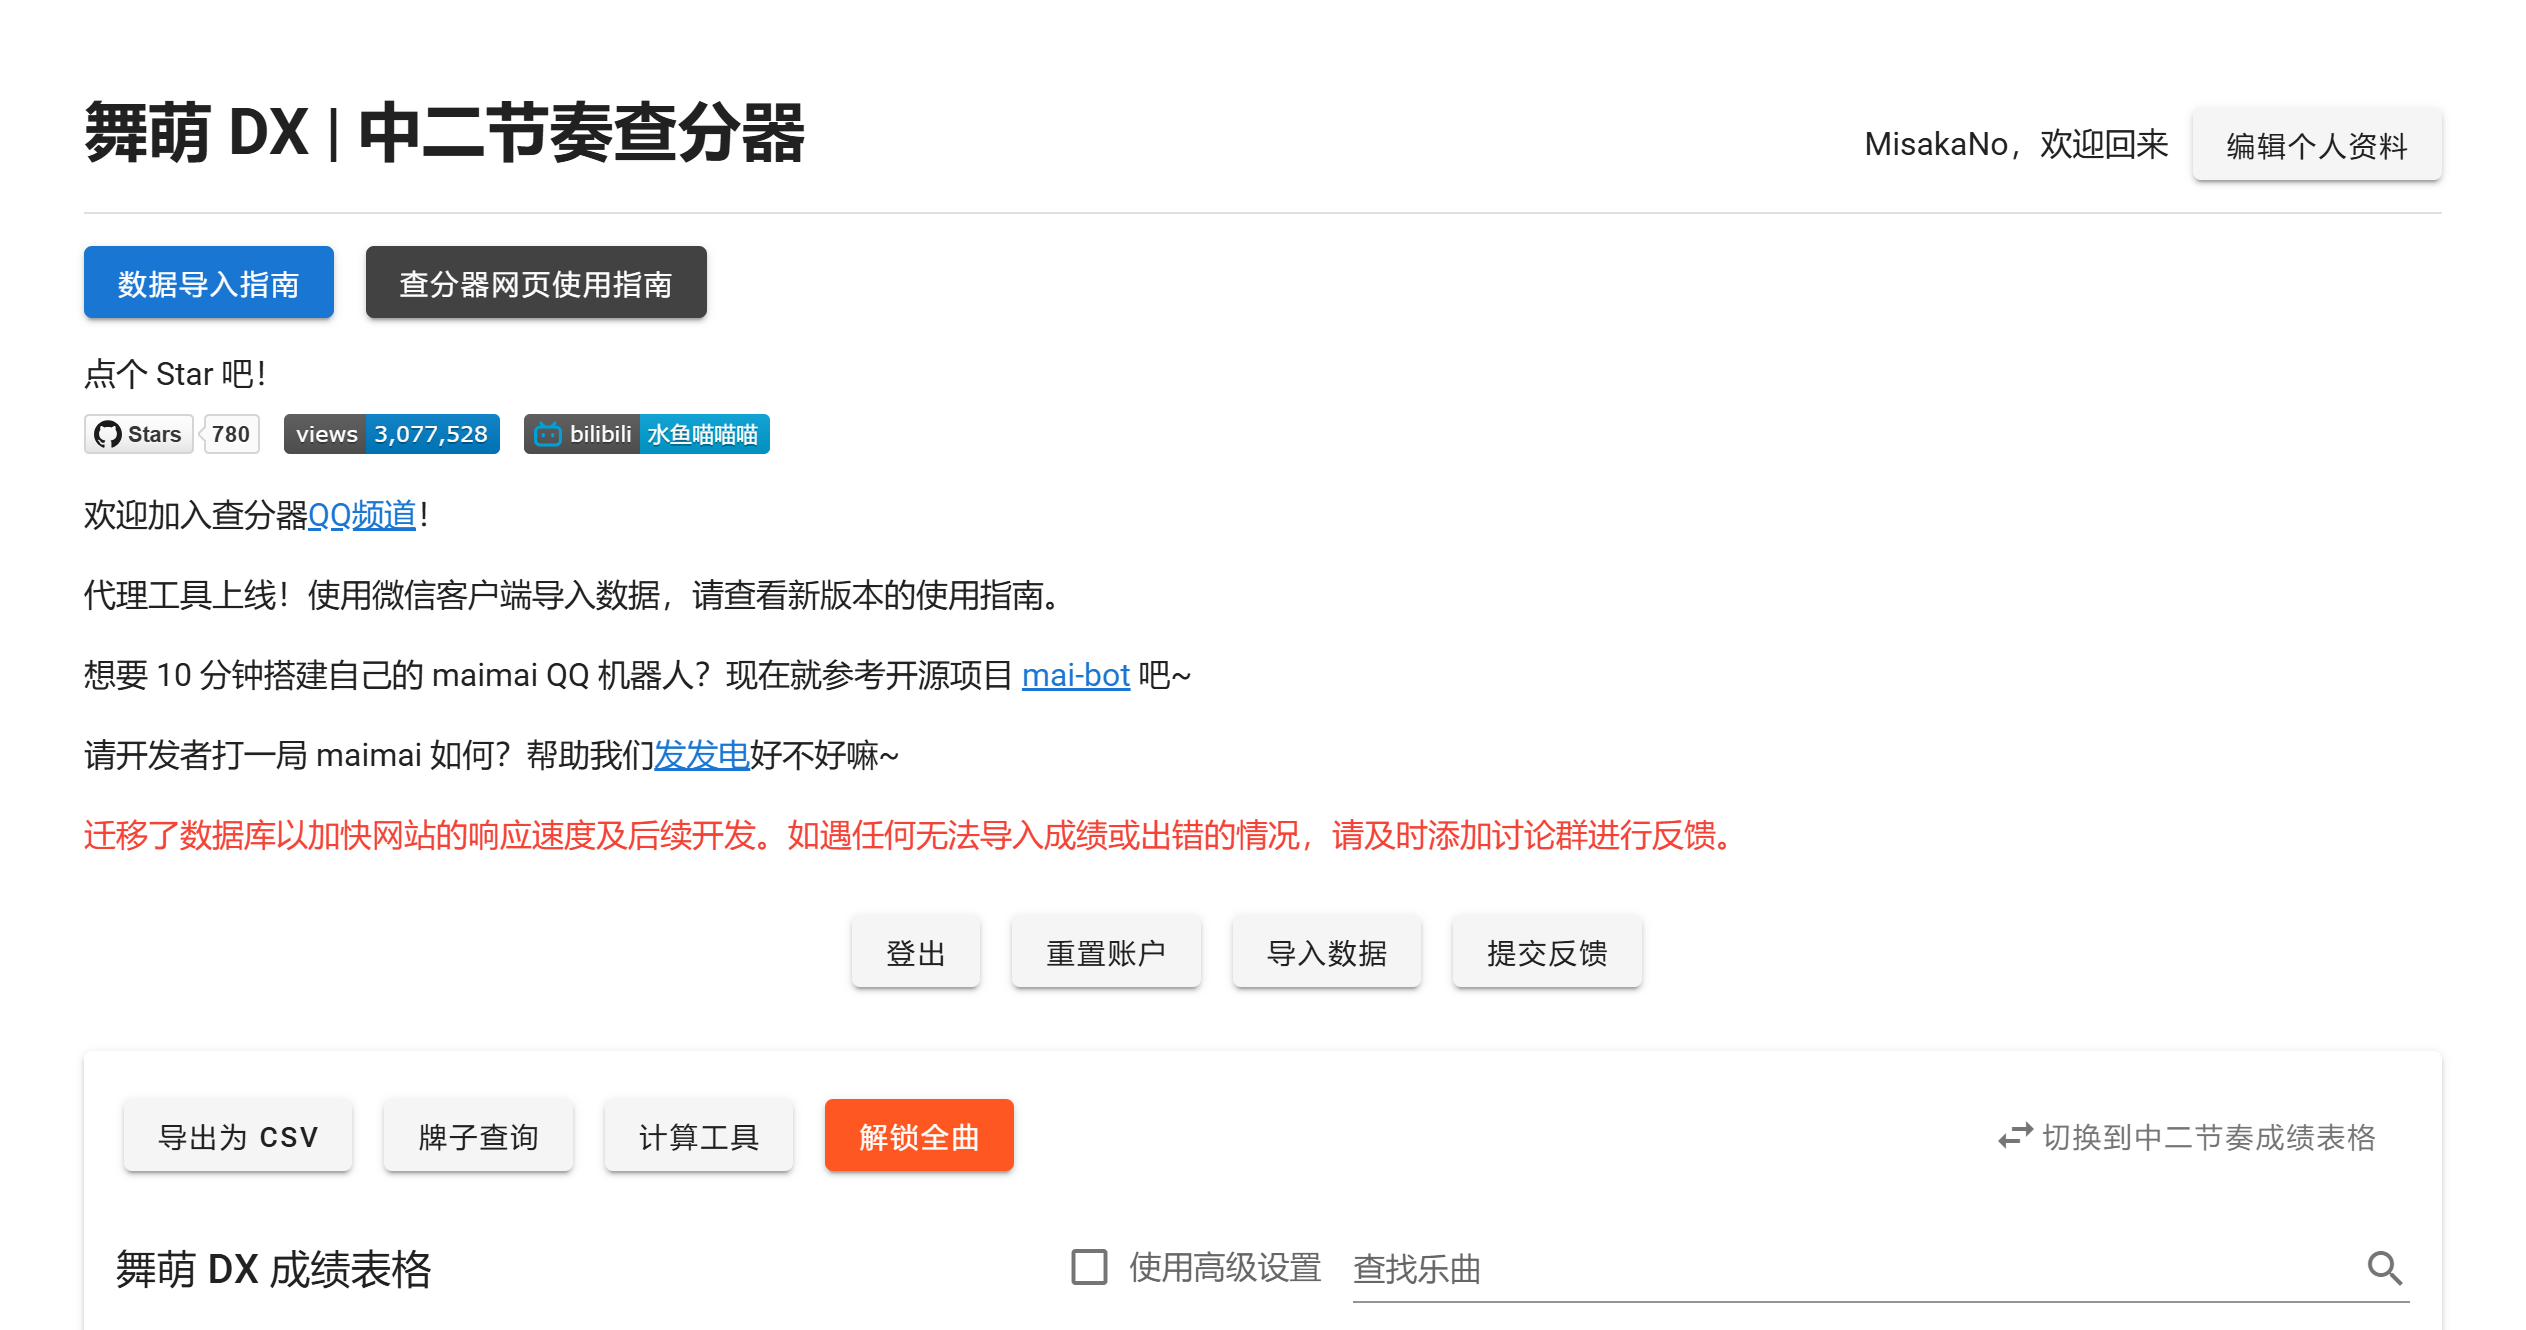 舞萌 DX | 中二节奏查分器
MisakaNo，欢迎回来
编辑个人资料
数据导入指南
查分器网页使用指南
点个 Star 吧！
Stars 780
views 3,077,528
bilibili 水鱼喵喵喵
欢迎加入查分器QQ频道！
代理工具上线！使用微信客户端导入数据，请查看新版本的使用指南。
想要 10 分钟搭建自己的 maimai QQ 机器人？现在就参考开源项目 mai-bot 吧~
请开发者打一局 maimai 如何？帮助我们发发电好不好嘛~
迁移了数据库以加快网站的响应速度及后续开发。如遇任何无法导入成绩或出错的情况，请及时添加讨论群进行反馈。
登出
重置账户
导入数据
提交反馈
导出为 CSV
牌子查询
计算工具
解锁全曲
切换到中二节奏成绩表格
舞萌 DX 成绩表格
使用高级设置
查找乐曲